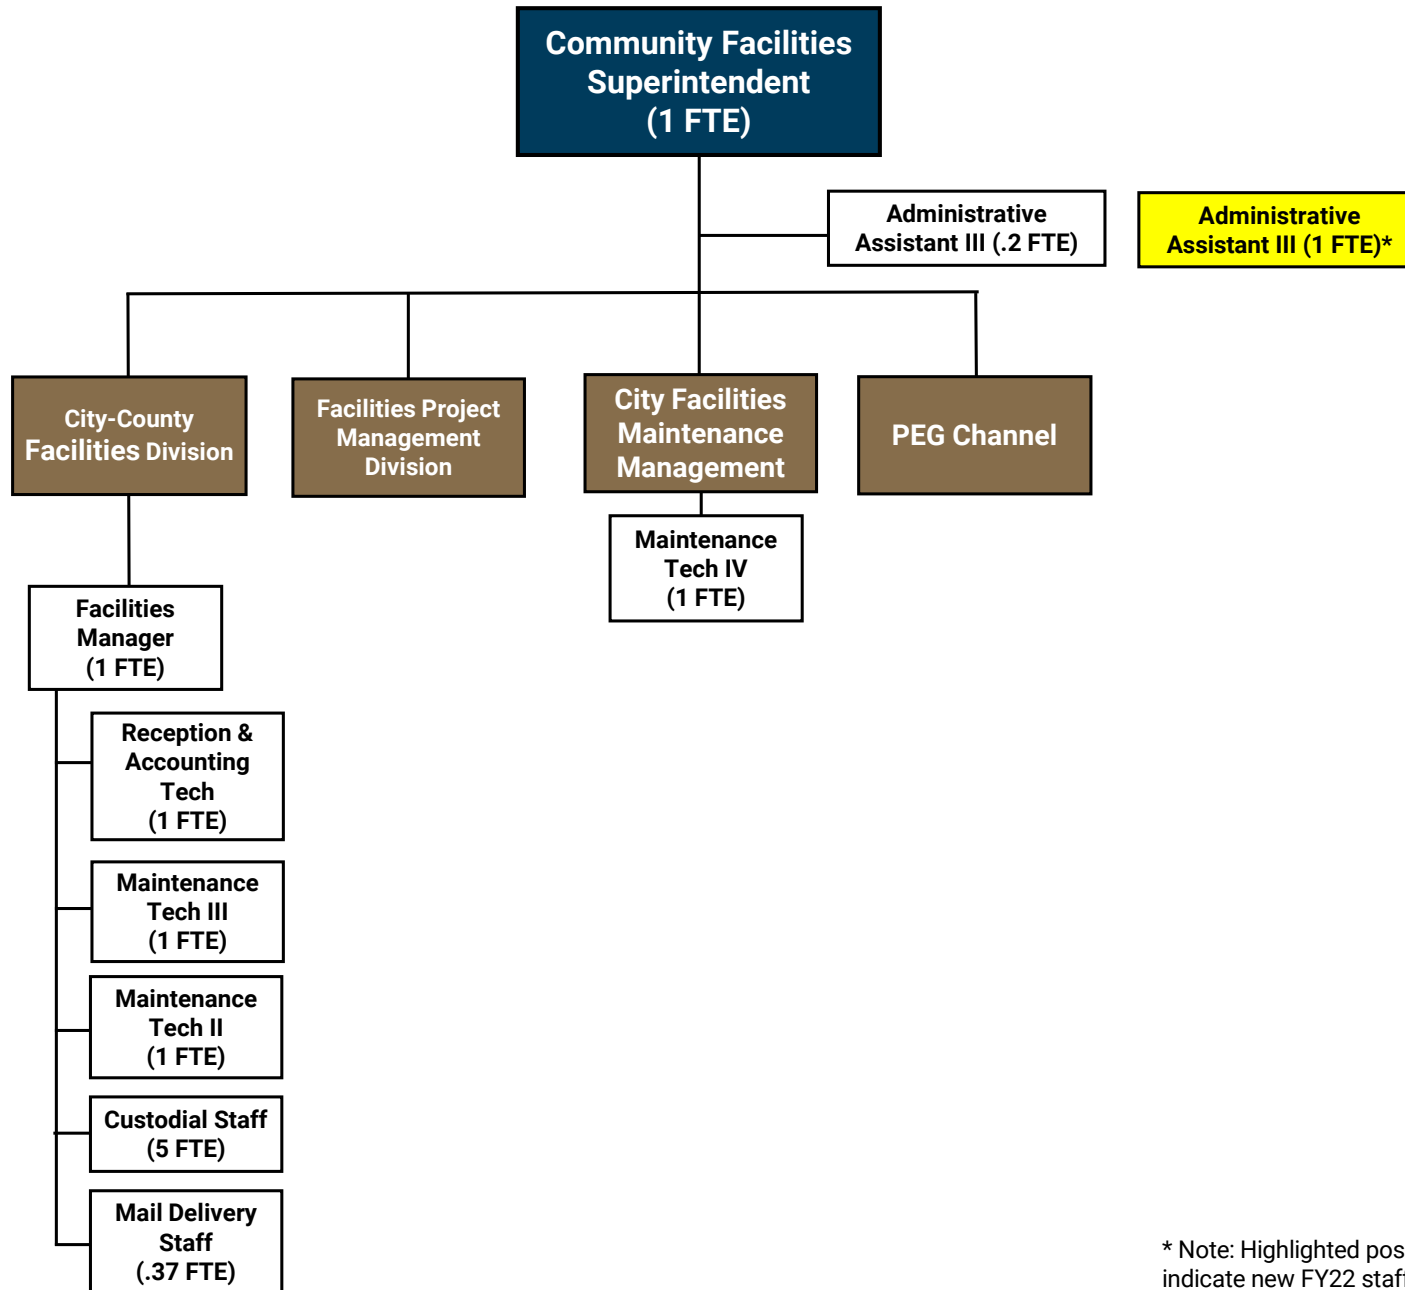 Community Facilities
Superintendent
(1 FTE)
Administrative
Assistant III (.2 FTE)
Administrative
Assistant III (1 FTE)*
City-County
Facilities Division
Facilities Project
Management
Division
City Facilities
Maintenance
Management
PEG Channel
Maintenance
Tech IV
(1 FTE)
Facilities
Manager
(1 FTE)
Reception &
Accounting
Tech
(1 FTE)
Maintenance
Tech III
(1 FTE)
Maintenance
Tech II
(1 FTE)
Custodial Staff
(5 FTE)
Mail Delivery
Staff
(.37 FTE)
* Note: Highlighted pos
indicate new FY22 staff